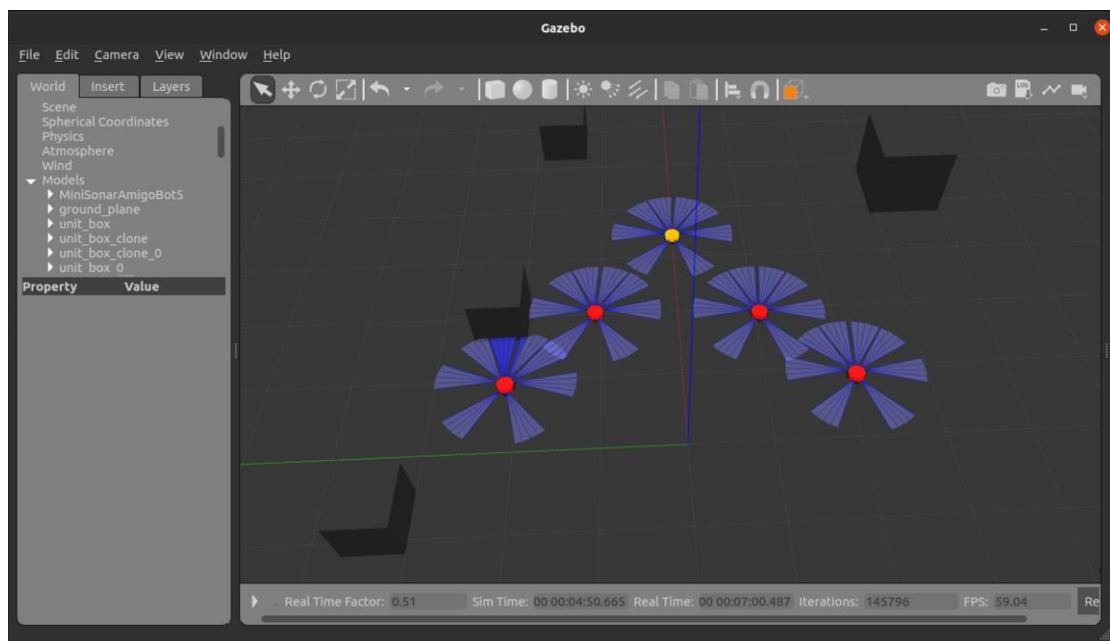 Gazebo
File Edit Camera View Window Help
World Insert Layers
Scene
Spherical Coordinates
Physics
Atmosphere
Wind
Models
MiniSonarAmigoBot5
ground_plane
unit_box
unit_box_clone
unit_box_clone_0
unit_box_0
Property Value
LOG
Real Time Factor: 0.51 Sim Time: 00 00:04:50.665 Real Time: 00 00:07:00.487 Iterations: 145796 FPS: 59.04 Re